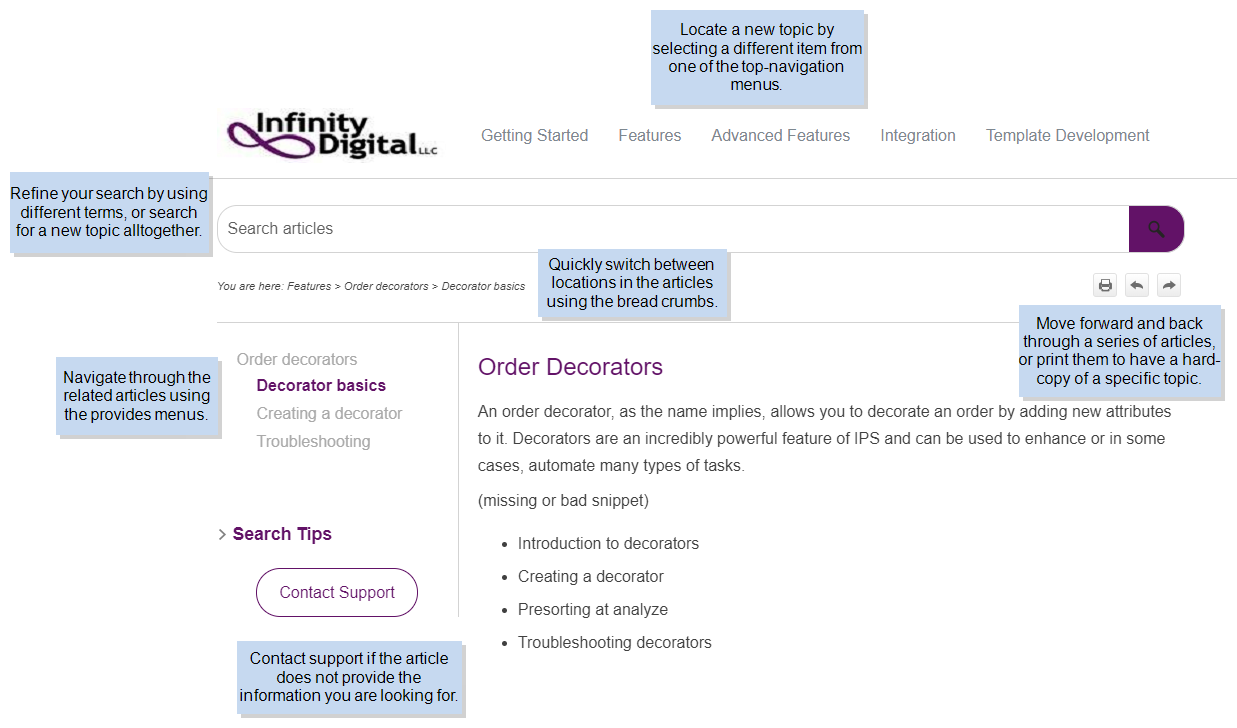 Locate a new topic by
selecting a different item from
one of the top-navigation
menus.
Infinity
Digital LLC
Getting Started Features Advanced Features Integration Template Development
Refine your search by using
different terms, or search
for a new topic alltogether.
Search articles
Quickly switch between
locations in the articles
using the bread crumbs.
You are here: Features > Order decorators > Decorator basics
Move forward and back
through a series of articles,
or print them to have a hard-
copy of a specific topic.
Navigate through the
related articles using
the provides menus.
Order decorators
Decorator basics
Creating a decorator
Troubleshooting
Order Decorators
An order decorator, as the name implies, allows you to decorate an order by adding new attributes
to it. Decorators are an incredibly powerful feature of IPS and can be used to enhance or in some
cases, automate many types of tasks.
(missing or bad snippet)
• Introduction to decorators
• Creating a decorator
• Presorting at analyze
• Troubleshooting decorators
> Search Tips
Contact Support
Contact support if the article
does not provide the
information you are looking for.